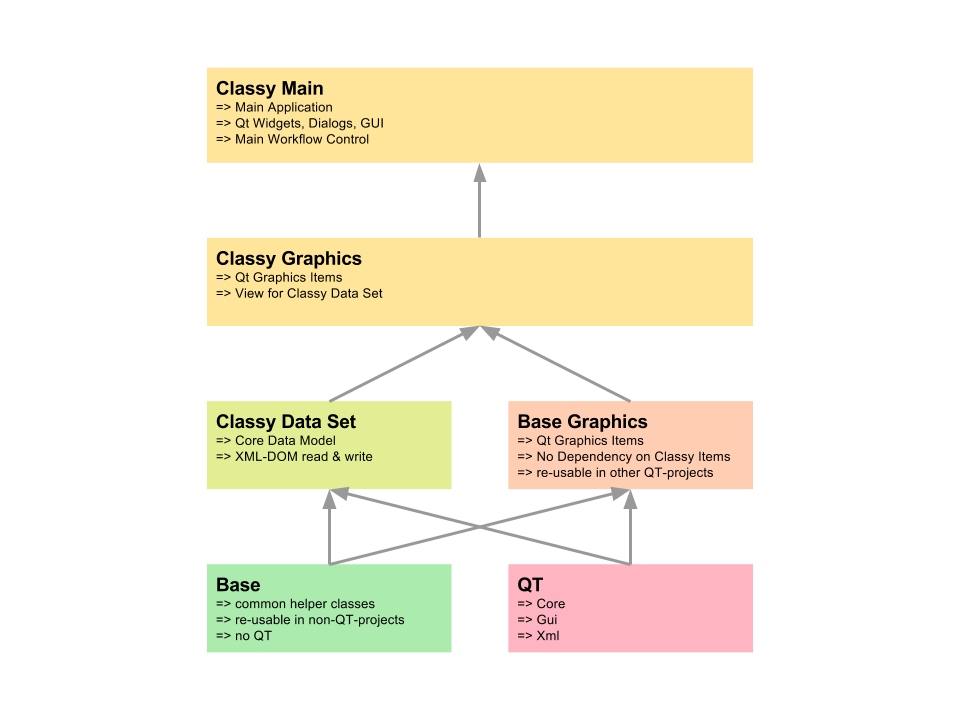 Classy Main
=> Main Application
=> Qt Widgets, Dialogs, GUI
=> Main Workflow Control
Classy Graphics
=> Qt Graphics Items
=> View for Classy Data Set
Classy Data Set
=> Core Data Model
=> XML-DOM read & write
Base Graphics
=> Qt Graphics Items
=> No Dependency on Classy Items
=> re-usable in other QT-projects
Base
=> common helper classes
=> re-usable in non-QT-projects
=> no QT
QT
=> Core
=> Gui
=> Xml